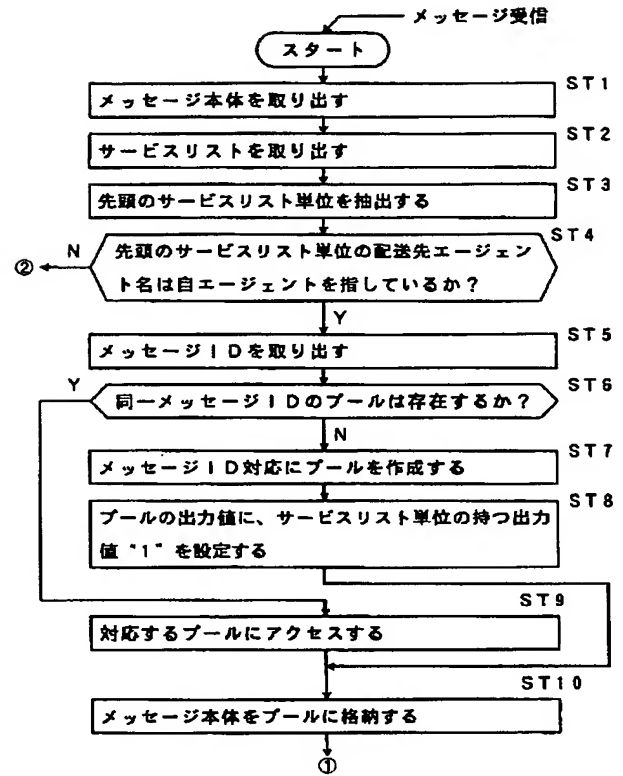 メッセージ受信
スタート
ST1
メッセージ本体を取り出す
ST2
サービスリストを取り出す
ST3
先頭のサービスリスト単位を抽出する
ST4
先頭のサービスリスト単位の配送先エージェン
ト名は自エージェントを指しているか?
N
②
Y
ST5
メッセージIDを取り出す
ST6
Y
同一メッセージIDのプールは存在するか?
N
ST7
メッセージID対応にプールを作成する
ST8
プールの出力値に、サービスリスト単位の持つ出力
値"1"を設定する
ST9
対応するプールにアクセスする
ST10
メッセージ本体をプールに格納する
①